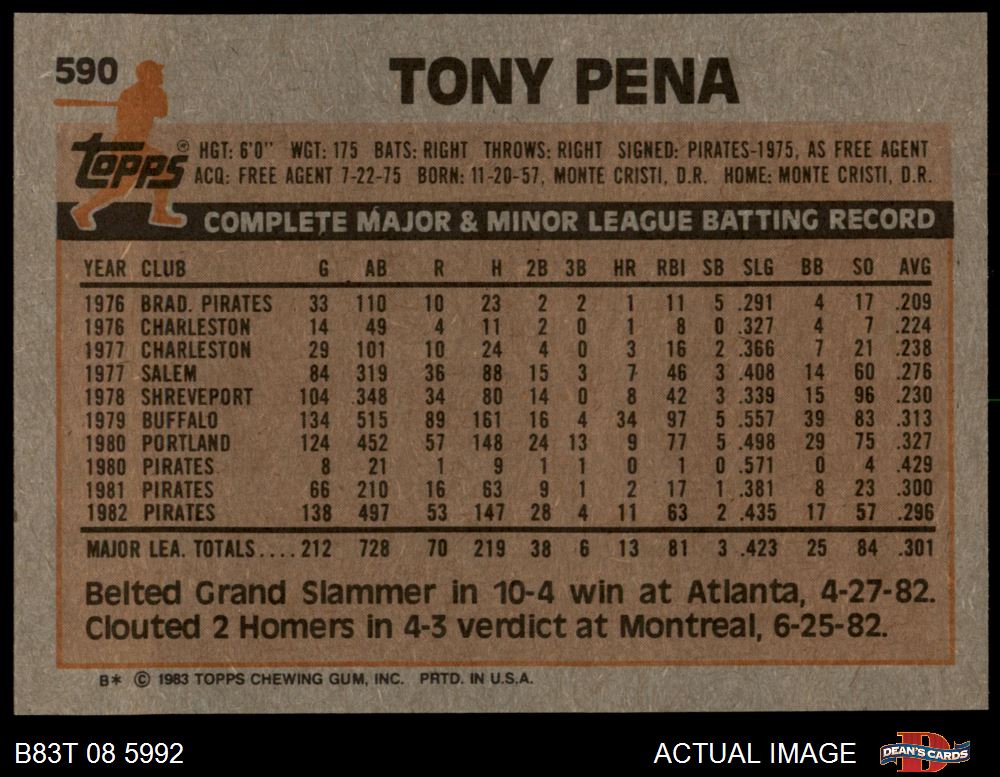 590
TONY PENA
Topps® HGT: 6'0" WGT: 175 BATS: RIGHT THROWS: RIGHT SIGNED: PIRATES-1975, AS FREE AGENT
ACQ: FREE AGENT 7-22-75 BORN: 11-20-57, MONTE CRISTI, D.R. HOME: MONTE CRISTI, D.R.
COMPLETE MAJOR & MINOR LEAGUE BATTING RECORD
YEAR CLUB G AB R H 2B 3B HR RBI SB SLG BB SO AVG
1976 BRAD. PIRATES 33 110 10 23 2 2 1 11 5 .291 4 17 .209
1976 CHARLESTON 14 49 4 11 2 0 1 8 0 .327 4 7 .224
1977 CHARLESTON 29 101 10 24 4 0 3 16 2 .366 7 21 .238
1977 SALEM 84 319 36 88 15 3 7 46 3 .408 14 60 .276
1978 SHREVEPORT 104 348 34 80 14 0 8 42 3 .339 15 96 .230
1979 BUFFALO 134 515 89 161 16 4 34 97 5 .557 39 83 .313
1980 PORTLAND 124 452 57 148 24 13 9 77 5 .498 29 75 .327
1980 PIRATES 8 21 1 9 1 1 0 1 0 .571 0 4 .429
1981 PIRATES 66 210 16 63 9 1 2 17 1 .381 8 23 .300
1982 PIRATES 138 497 53 147 28 4 11 63 2 .435 17 57 .296
MAJOR LEA. TOTALS.... 212 728 70 219 38 6 13 81 3 .423 25 84 .301
Belted Grand Slammer in 10-4 win at Atlanta, 4-27-82.
Clouted 2 Homers in 4-3 verdict at Montreal, 6-25-82.
B* © 1983 TOPPS CHEWING GUM, INC. PRTD. IN U.S.A.
B83T 08 5992
ACTUAL IMAGE
D
DEAN'S CARDS